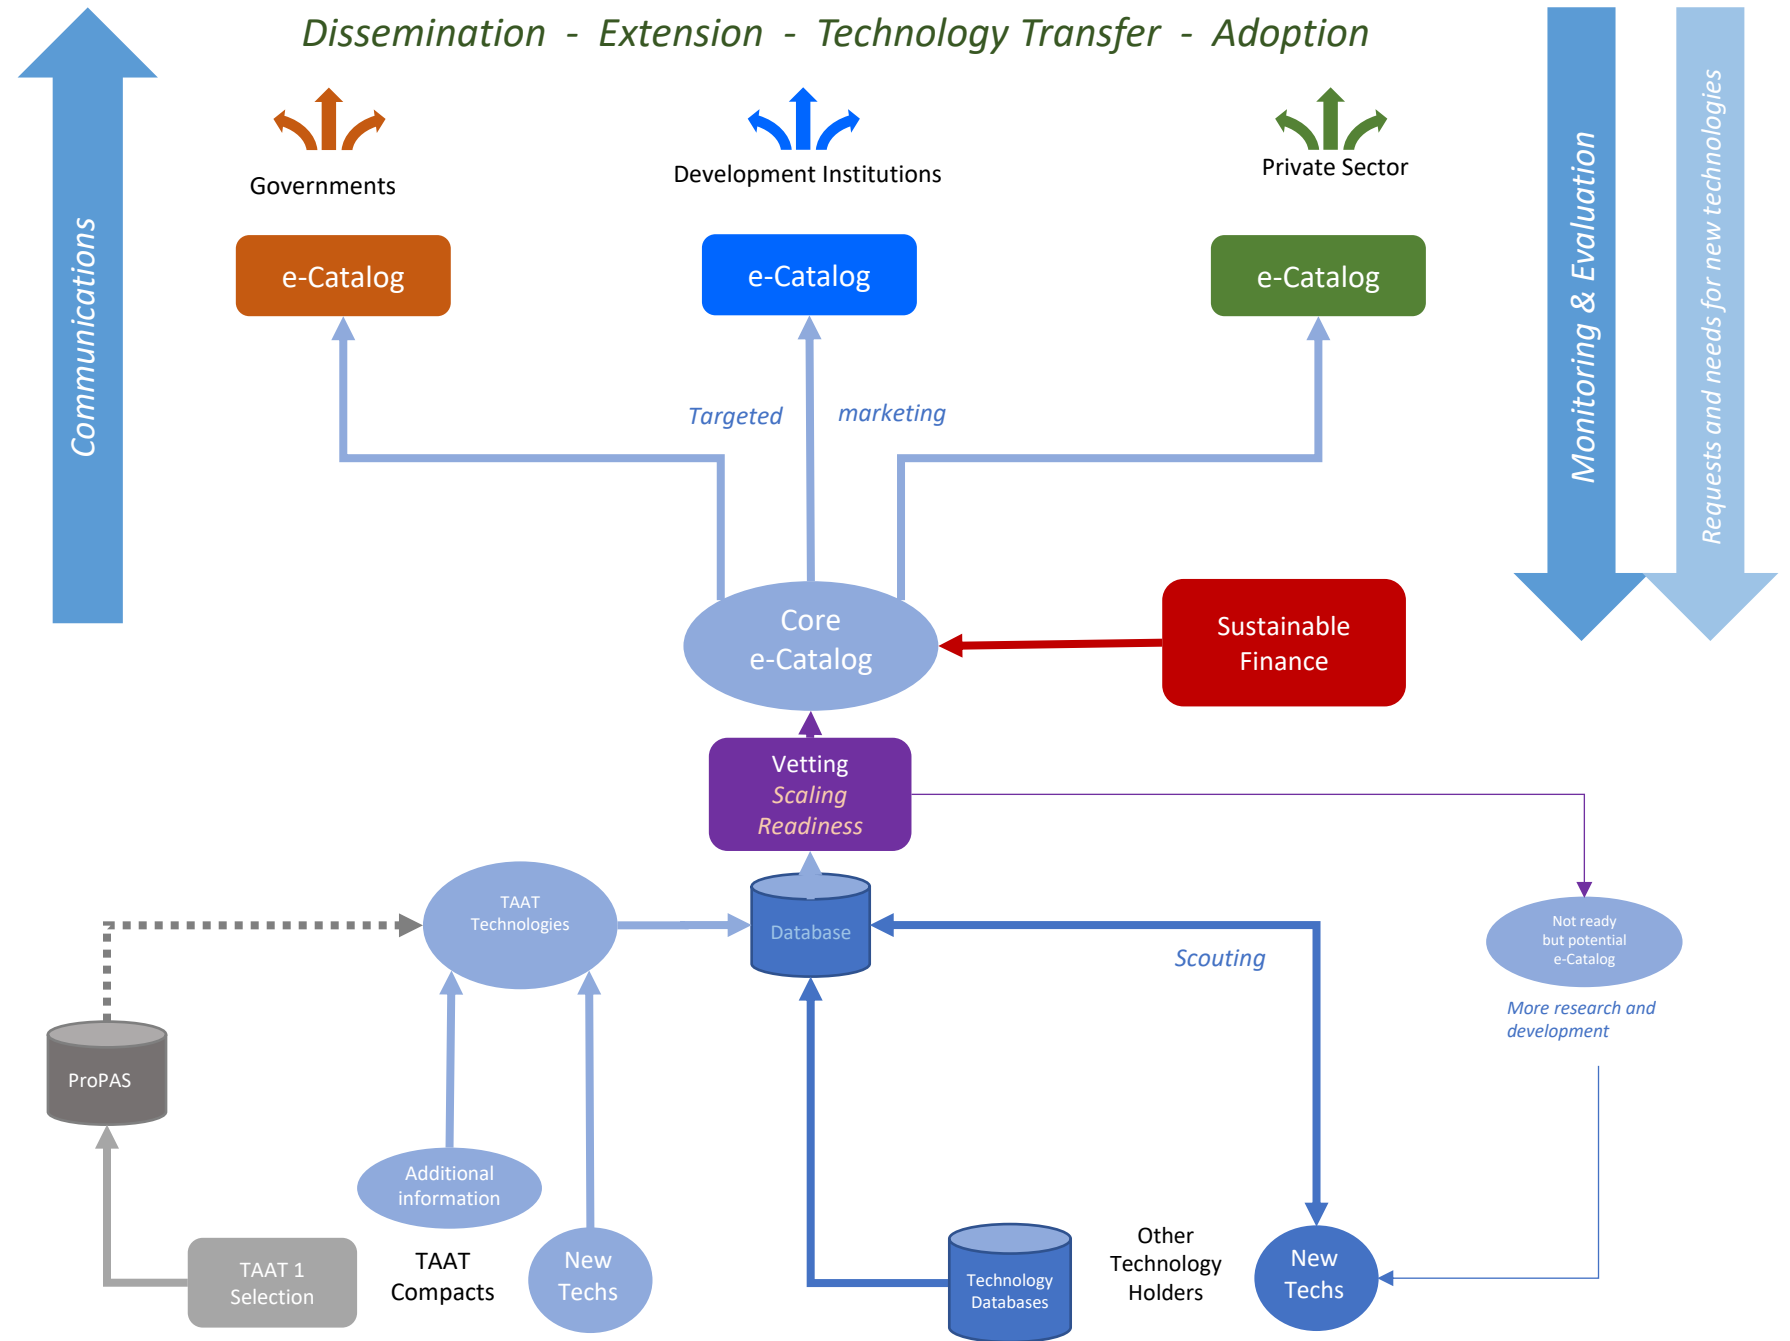 Dissemination - Extension - Technology Transfer - Adoption
Communications
Governments
Development Institutions
Private Sector
Monitoring & Evaluation
Requests and needs for new technologies
e-Catalog
e-Catalog
e-Catalog
Targeted marketing
Core
e-Catalog
Sustainable
Finance
Vetting
Scaling
Readiness
TAAT
Technologies
Database
Scouting
Not ready
but potential
e-Catalog
More research and
development
ProPAS
Additional
information
TAAT 1
Selection
TAAT
Compacts
New
Techs
Technology
Databases
Other
Technology
Holders
New
Techs